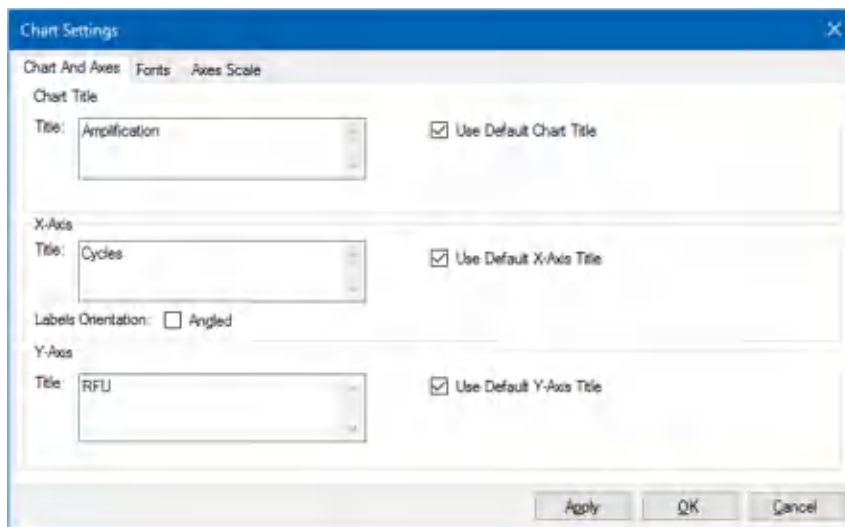 Chart Settings
Chart And Axes Fonts Axes Scale
Chart Title
Title: Amplification
Use Default Chart Title
X-Axis
Title: Cycles
Use Default X-Axis Title
Labels Orientation: Angled
Y-Axis
Title RFU
Use Default Y-Axis Title
Apply OK Cancel